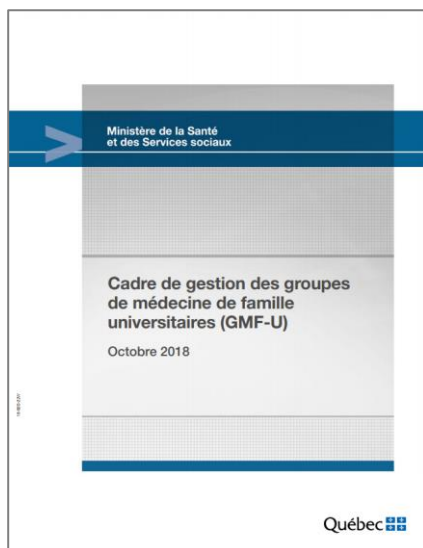 Ministère de la Santé
et des Services sociaux
Cadre de gestion des groupes
de médecine de famille
universitaires (GMF-U)
Octobre 2018
Québec